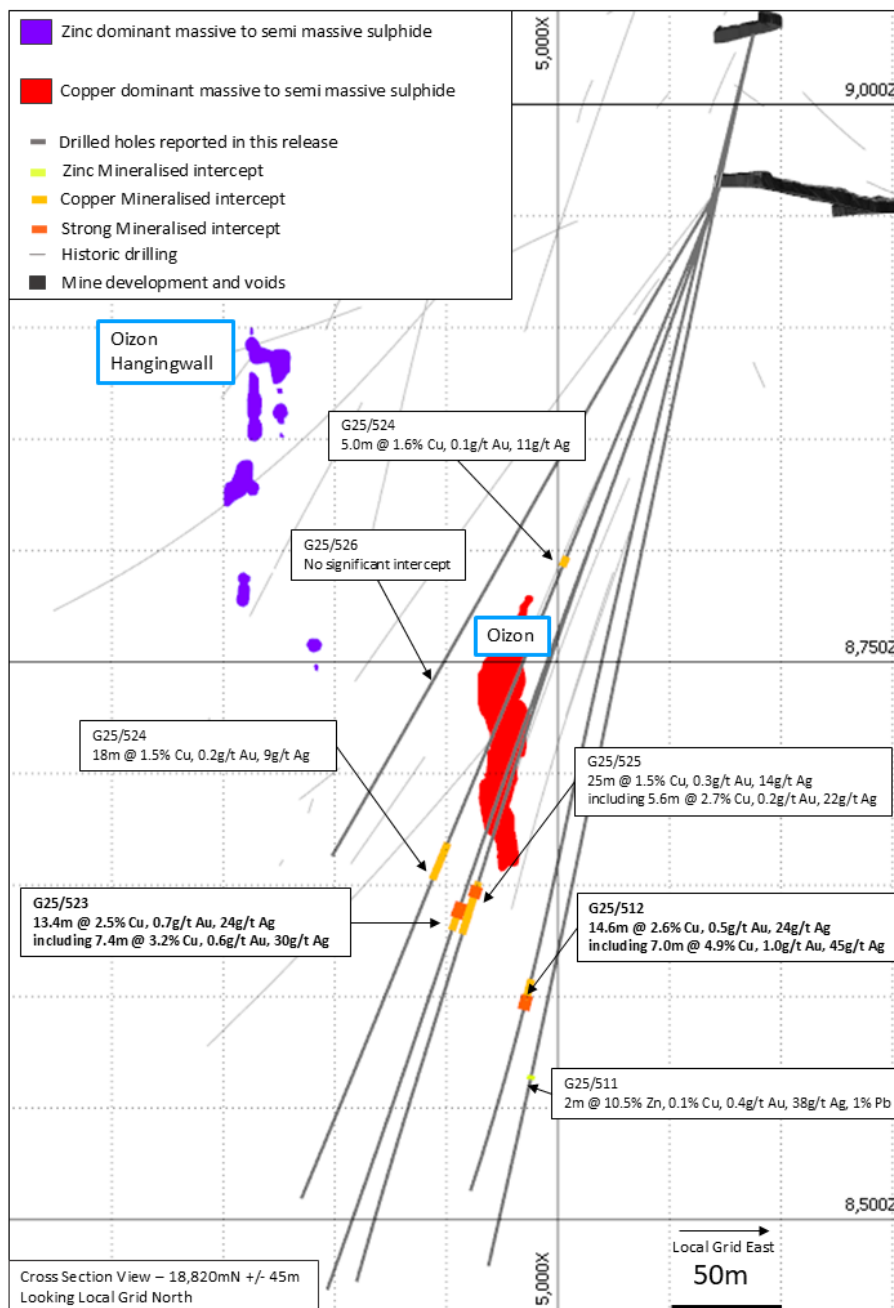 Zinc dominant massive to semi massive sulphide
Copper dominant massive to semi massive sulphide
Drilled holes reported in this release
Zinc Mineralised intercept
Copper Mineralised intercept
Strong Mineralised intercept
Historic drilling
Mine development and voids
5,000X
9,000Z
Oizon
Hangingwall
G25/524
5.0m @ 1.6% Cu, 0.1g/t Au, 11g/t Ag
G25/526
No significant intercept
Oizon
8,750Z
G25/524
18m @ 1.5% Cu, 0.2g/t Au, 9g/t Ag
G25/525
25m @ 1.5% Cu, 0.3g/t Au, 14g/t Ag
including 5.6m @ 2.7% Cu, 0.2g/t Au, 22g/t Ag
G25/523
13.4m @ 2.5% Cu, 0.7g/t Au, 24g/t Ag
including 7.4m @ 3.2% Cu, 0.6g/t Au, 30g/t Ag
G25/512
14.6m @ 2.6% Cu, 0.5g/t Au, 24g/t Ag
including 7.0m @ 4.9% Cu, 1.0g/t Au, 45g/t Ag
G25/511
2m @ 10.5% Zn, 0.1% Cu, 0.4g/t Au, 38g/t Ag, 1% Pb
8,500Z
Local Grid East
50m
5,000X
Cross Section View – 18,820mN +/- 45m
Looking Local Grid North